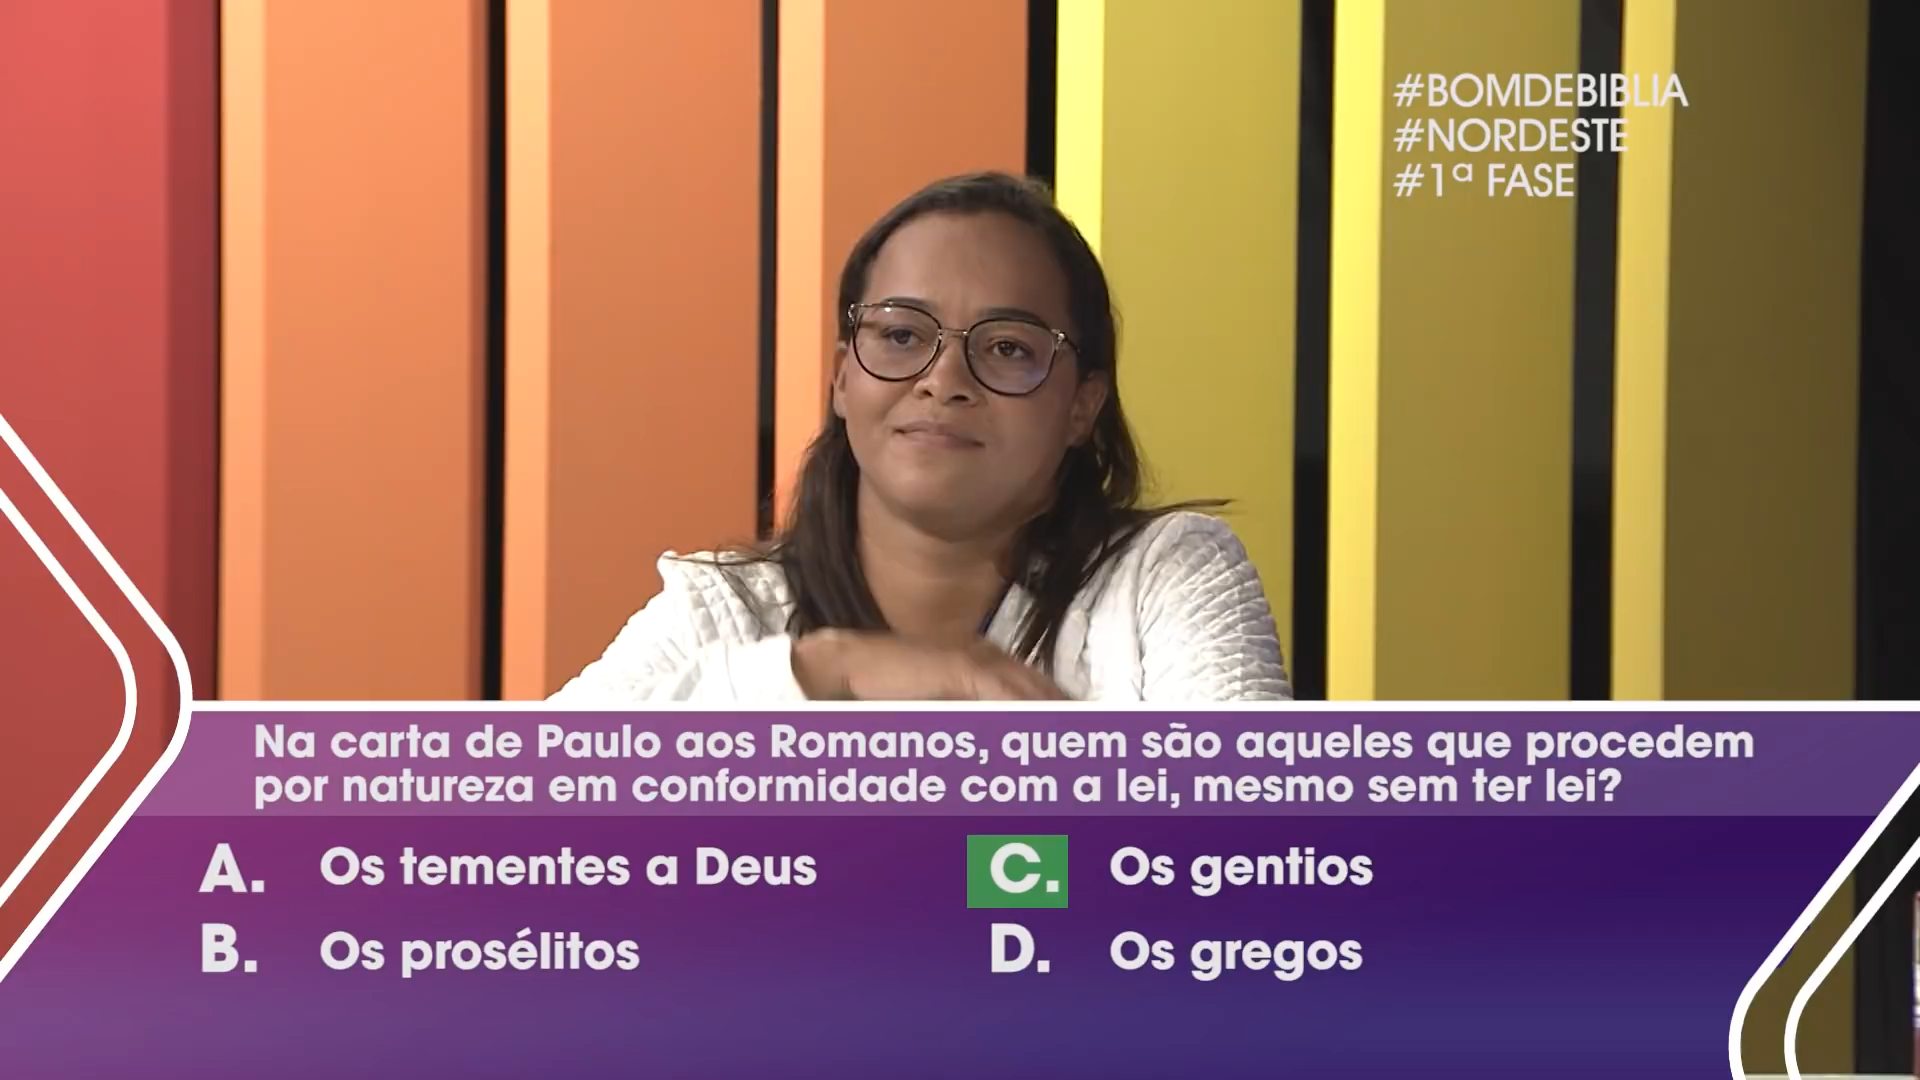 #BOMDEBIBLIA
#NORDESTE
#1ª FASE
Na carta de Paulo aos Romanos, quem são aqueles que procedem
por natureza em conformidade com a lei, mesmo sem ter lei?
A. Os tementes a Deus
B. Os prosélitos
C. Os gentios
D. Os gregos